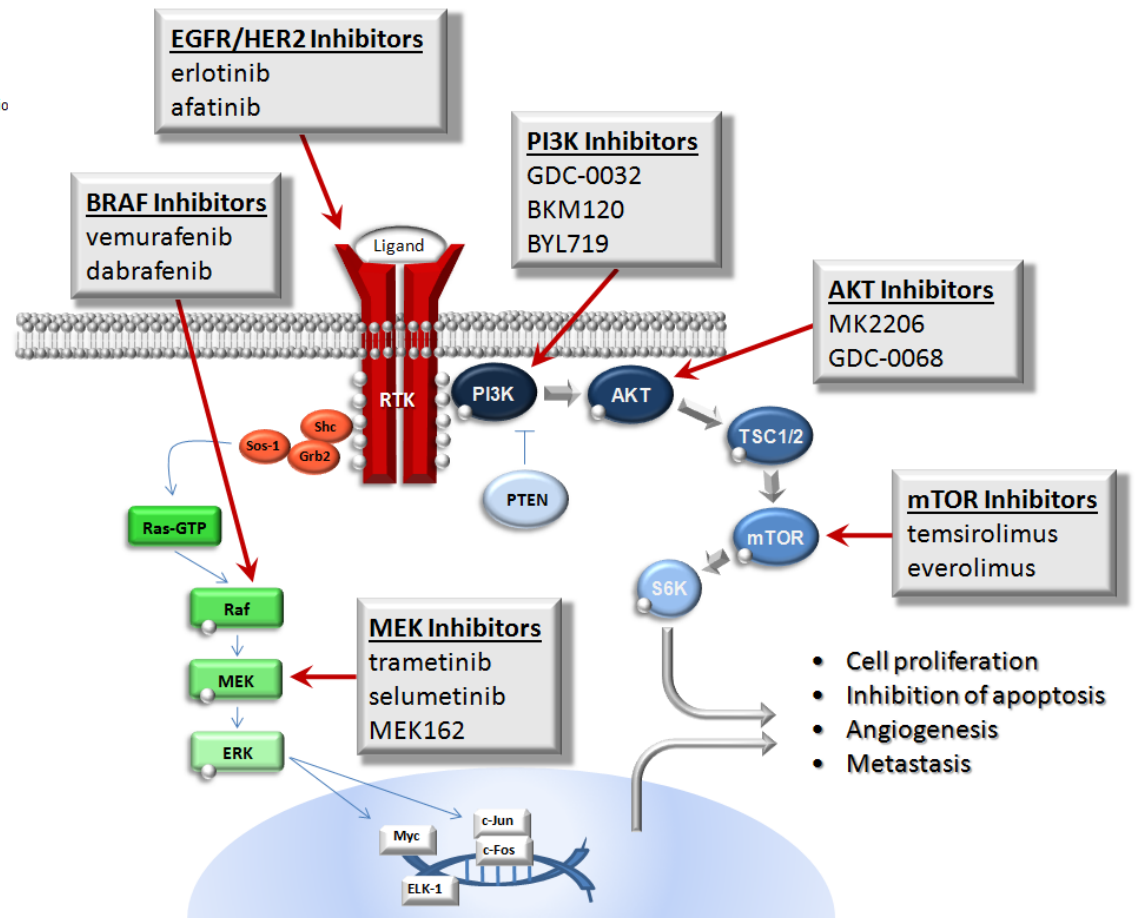 EGFR/HER2 Inhibitors
erlotinib
afatinib
o
PI3K Inhibitors
GDC-0032
BKM120
BYL719
BRAF Inhibitors
vemurafenib
dabrafenib
Ligand
AKT Inhibitors
MK2206
GDC-0068
RTK
PI3K
AKT
Shc
Sos-1
Grb2
TSC1/2
PTEN
mTOR Inhibitors
temsirolimus
everolimus
Ras-GTP
mTOR
S6K
Raf
MEK Inhibitors
trametinib
selumetinib
MEK162
MEK
ERK
• Cell proliferation
• Inhibition of apoptosis
• Angiogenesis
• Metastasis
Myc
c-Jun
c-Fos
ELK-1